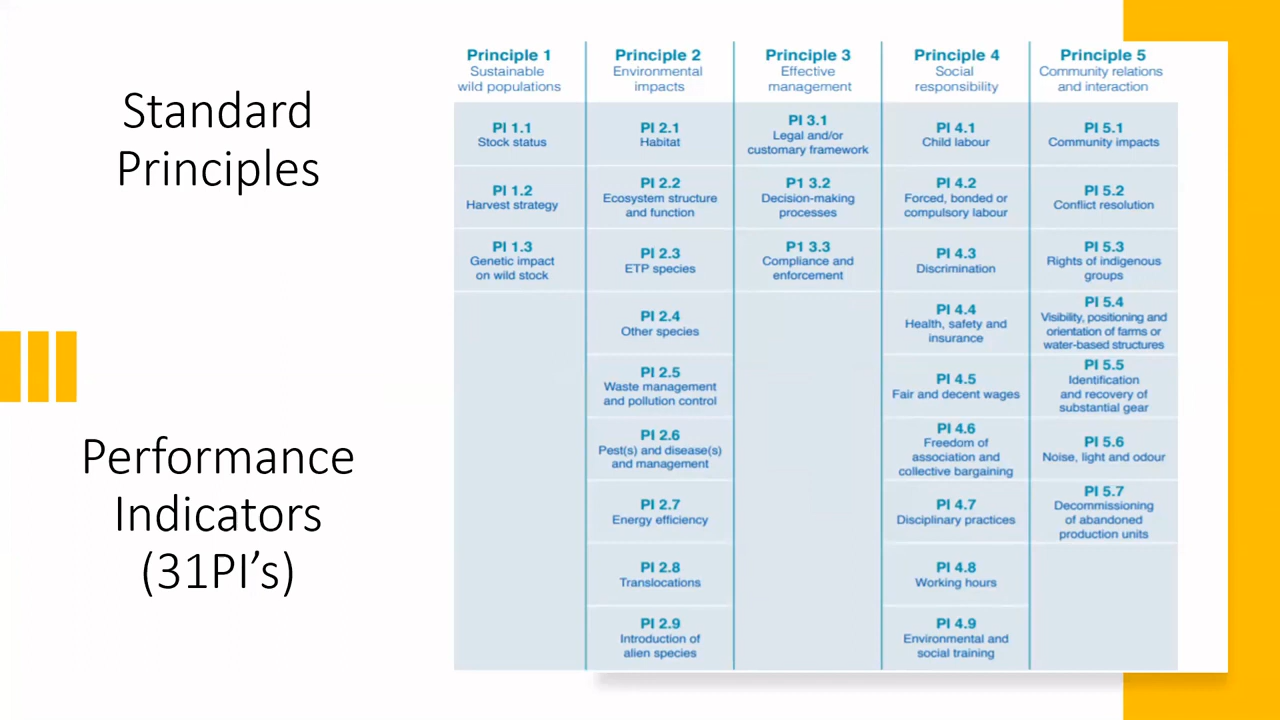 Standard
Principles
Performance
Indicators
(31PI’s)
Principle 1
Sustainable
wild populations
PI 1.1
Stock status
PI 1.2
Harvest strategy
PI 1.3
Genetic impact
on wild stock
Principle 2
Environmental
impacts
PI 2.1
Habitat
PI 2.2
Ecosystem structure
and function
PI 2.3
ETP species
PI 2.4
Other species
PI 2.5
Waste management
and pollution control
PI 2.6
Pest(s) and disease(s)
and management
PI 2.7
Energy efficiency
PI 2.8
Translocations
PI 2.9
Introduction of
alien species
Principle 3
Effective
management
PI 3.1
Legal and/or
customary framework
P1 3.2
Decision-making
processes
P1 3.3
Compliance and
enforcement
Principle 4
Social
responsibility
PI 4.1
Child labour
PI 4.2
Forced, bonded or
compulsory labour
PI 4.3
Discrimination
PI 4.4
Health, safety and
insurance
PI 4.5
Fair and decent wages
PI 4.6
Freedom of
association and
collective bargaining
PI 4.7
Disciplinary practices
PI 4.8
Working hours
PI 4.9
Environmental and
social training
Principle 5
Community relations
and interaction
PI 5.1
Community impacts
PI 5.2
Conflict resolution
PI 5.3
Rights of indigenous
groups
PI 5.4
Visibility, positioning and
orientation of farms or
water-based structures
PI 5.5
Identification
and recovery of
substantial gear
PI 5.6
Noise, light and odour
PI 5.7
Decommissioning
of abandoned
production units